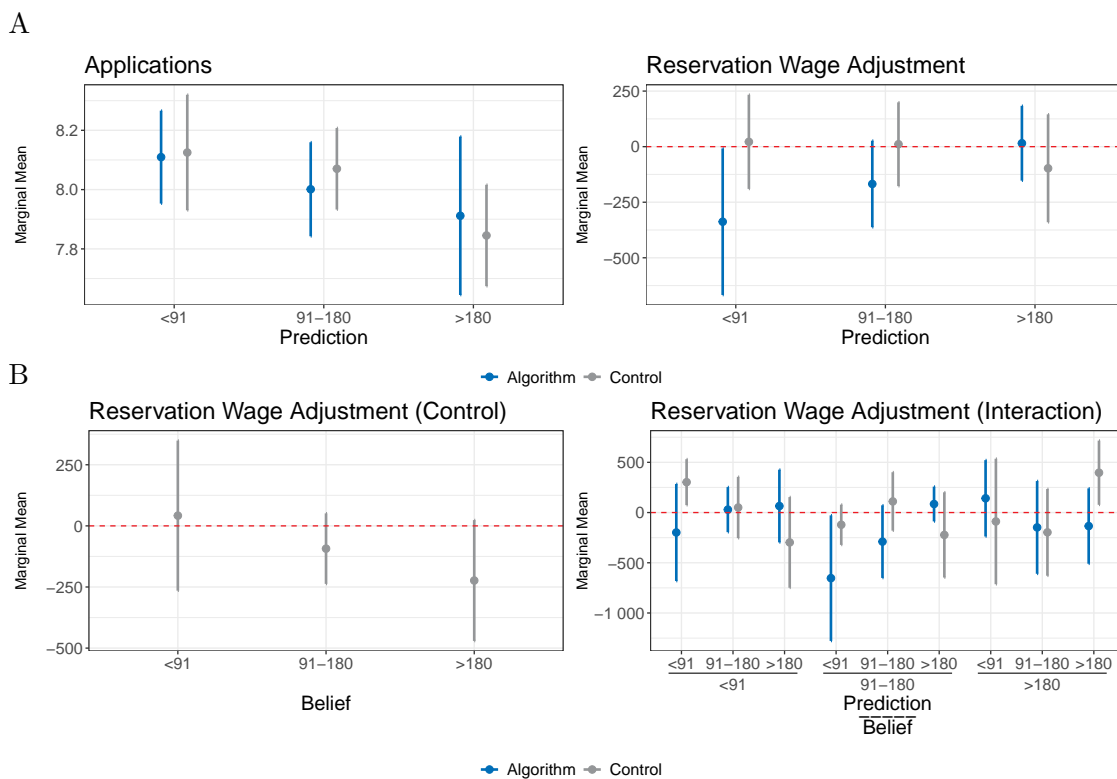 A
Applications
Marginal Mean
8.2
8.0
7.8
<91
91−180
>180
Prediction
Reservation Wage Adjustment
Marginal Mean
250
0
−250
−500
<91
91−180
>180
Prediction
Algorithm Control
B
Reservation Wage Adjustment (Control)
Marginal Mean
250
0
−250
−500
<91
91−180
>180
Belief
Reservation Wage Adjustment (Interaction)
Marginal Mean
500
0
−500
−1 000
<91 91−180 >180 <91 91−180 >180 <91 91−180 >180
<91 91−180 >180
Prediction
Belief
Algorithm Control